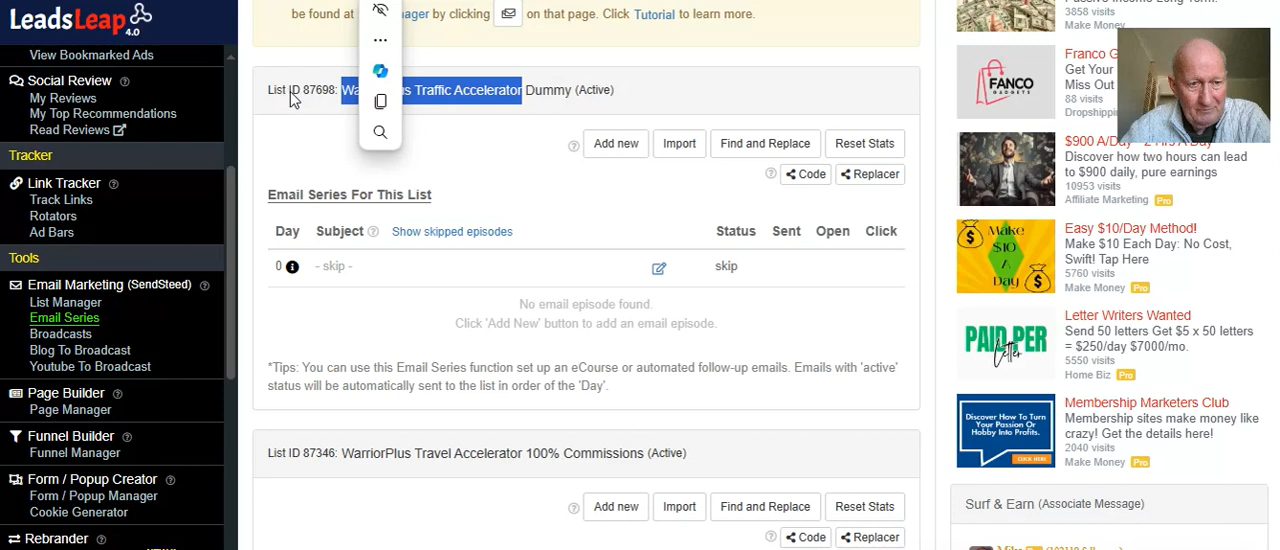 LeadsLeap
4.0
View Bookmarked Ads
Social Review
My Reviews
My Top Recommendations
Read Reviews
Tracker
Link Tracker
Track Links
Rotators
Ad Bars
Tools
Email Marketing (SendSteed)
List Manager
Email Series
Broadcasts
Blog To Broadcast
Youtube To Broadcast
Page Builder
Page Manager
Funnel Builder
Funnel Manager
Form / Popup Creator
Form / Popup Manager
Cookie Generator
Rebrander
be found at ager by clicking on that page. Click Tutorial to learn more.
List ID 87698: Traffic Accelerator Dummy (Active)
Add new Import Find and Replace Reset Stats
Code Replacer
Email Series For This List
Day Subject Show skipped episodes Status Sent Open Click
0 - skip - skip
No email episode found.
Click 'Add New' button to add an email episode.
*Tips: You can use this Email Series function set up an eCourse or automated follow-up emails. Emails with 'active'
status will be automatically sent to the list in order of the 'Day'.
List ID 87346: WarriorPlus Travel Accelerator 100% Commissions (Active)
Add new Import Find and Replace Reset Stats
Code Replacer
3858 visits
Make Money
FANCO
GADGETS
Franco G
Get Your
Miss Out
88 visits
Dropshippin
$900 A/Day - 2 Hrs A Day
Discover how two hours can lead
to $900 daily, pure earnings
10953 visits
Affiliate Marketing Pro
Make
$10
A
Day
Easy $10/Day Method!
Make $10 Each Day: No Cost,
Swift! Tap Here
5760 visits
Make Money Pro
PAID PER
Letter
Letter Writers Wanted
Send 50 letters Get $5 x 50 letters
= $250/day $7000/mo.
5550 visits
Home Biz Pro
DISCOVER HOW TO TURN
YOUR PASSION OR
HOBBY INTO PROFITS.
CLICK HERE
Membership Marketers Club
Membership sites make money like
crazy! Get the details here!
2040 visits
Make Money Pro
Surf & Earn (Associate Message)